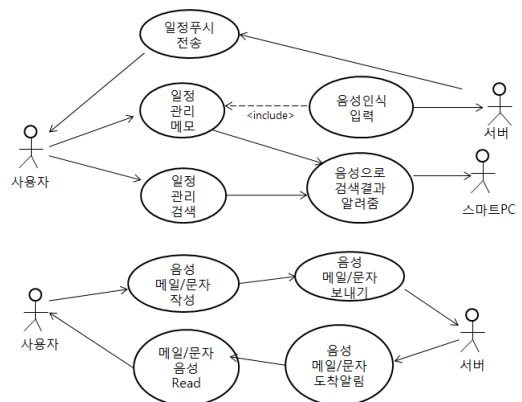 일정푸시
전송
일정
관리
메모
<include>
음성인식
입력
서버
사용자
일정
관리
검색
음성으로
검색결과
알려줌
스마트PC
음성
메일/문자
작성
음성
메일/문자
보내기
사용자
메일/문자
음성
Read
음성
메일/문자
도착알림
서버